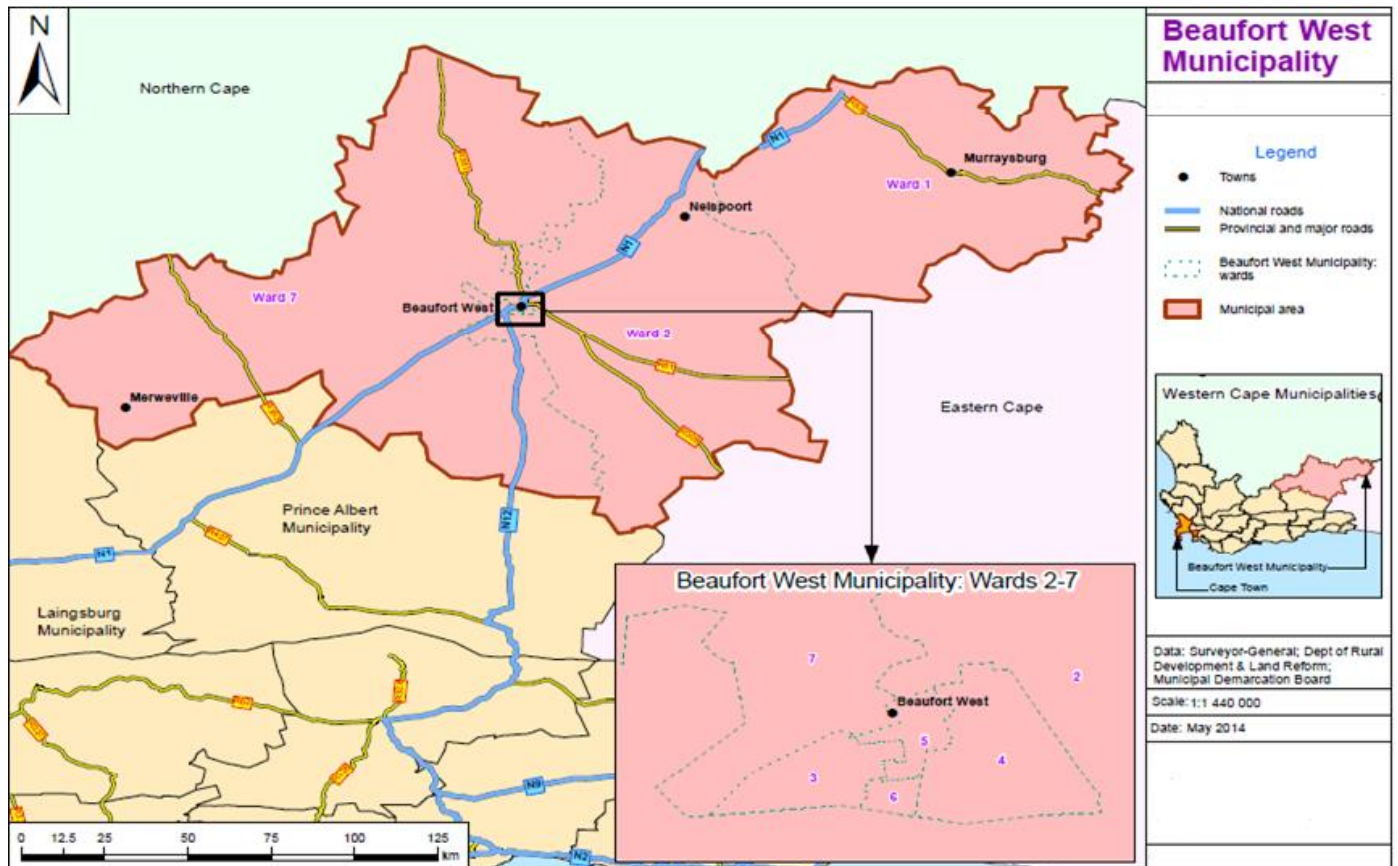 N
Northern Cape
N1
Murraysburg
Ward 1
Nelspoort
N1
Ward 7
Beaufort West
Ward 2
Merweville
Eastern Cape
Prince Albert
Municipality
N12
N1
Laingsburg
Municipality
N9
N2
0 12.5 25 50 75 100 125
km
Beaufort West Municipality: Wards 2-7
7
2
Beaufort West
5
4
3
6
Beaufort West
Municipality
Legend
Towns
National roads
Provincial and major roads
Beaufort West Municipality:
wards
Municipal area
Western Cape Municipalities
Beaufort West Municipality
Cape Town
Data: Surveyor-General; Dept of Rural
Development & Land Reform;
Municipal Demarcation Board
Scale: 1:1 440 000
Date: May 2014